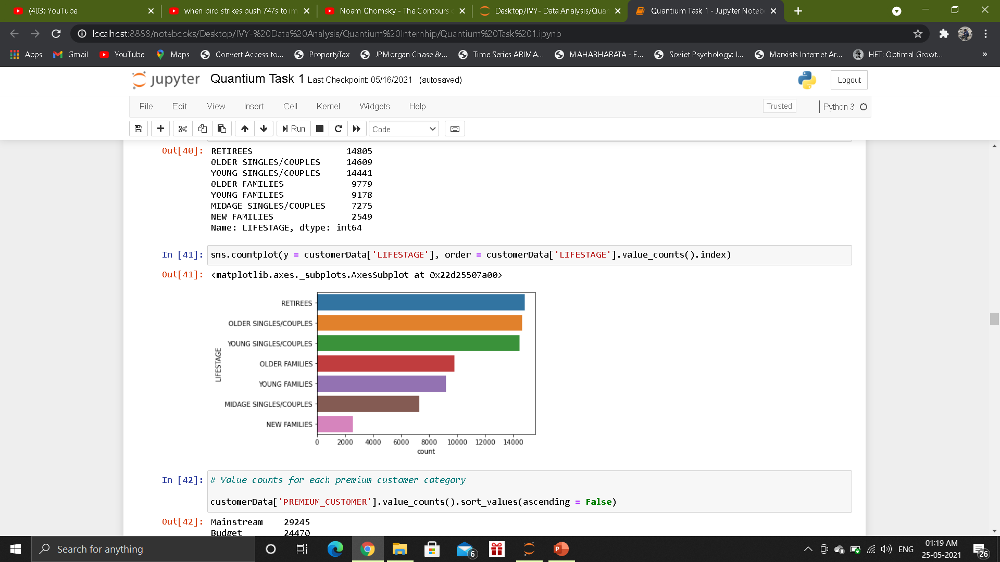 (403) YouTube
when bird strikes push 747s to im
Noam Chomsky - The Contours o
Desktop/IVY- Data Analysis/Quan
Quantium Task 1 - Jupyter Noteb
localhost:8888/notebooks/Desktop/IVY-%20Data%20Analysis/Quantium%20Internhip/Quantium%20Task%201.ipynb
Apps Gmail YouTube Maps Convert Access to... PropertyTax JPMorgan Chase &... Time Series ARIMA... MAHABHARATA - E... Soviet Psychology: I... Marxists Internet Ar... HET: Optimal Growt... »
jupyter Quantium Task 1 Last Checkpoint: 05/16/2021 (autosaved) Logout
File Edit View Insert Cell Kernel Widgets Help Trusted Python 3
Run Code
Out[40]: RETIREES 14805
OLDER SINGLES/COUPLES 14609
YOUNG SINGLES/COUPLES 14441
OLDER FAMILIES 9779
YOUNG FAMILIES 9178
MIDAGE SINGLES/COUPLES 7275
NEW FAMILIES 2549
Name: LIFESTAGE, dtype: int64
In [41]: sns.countplot(y = customerData['LIFESTAGE'], order = customerData['LIFESTAGE'].value_counts().index)
Out[41]: <matplotlib.axes._subplots.AxesSubplot at 0x22d25507a00>
RETIREES
OLDER SINGLES/COUPLES
YOUNG SINGLES/COUPLES
OLDER FAMILIES
YOUNG FAMILIES
MIDAGE SINGLES/COUPLES
NEW FAMILIES
LIFESTAGE
0 2000 4000 6000 8000 10000 12000 14000
count
In [42]: # Value counts for each premium customer category
customerData['PREMIUM_CUSTOMER'].value_counts().sort_values(ascending = False)
Out[42]: Mainstream 29245
Budget 24470
Search for anything
6
P
ENG
01:19 AM
25-05-2021
26